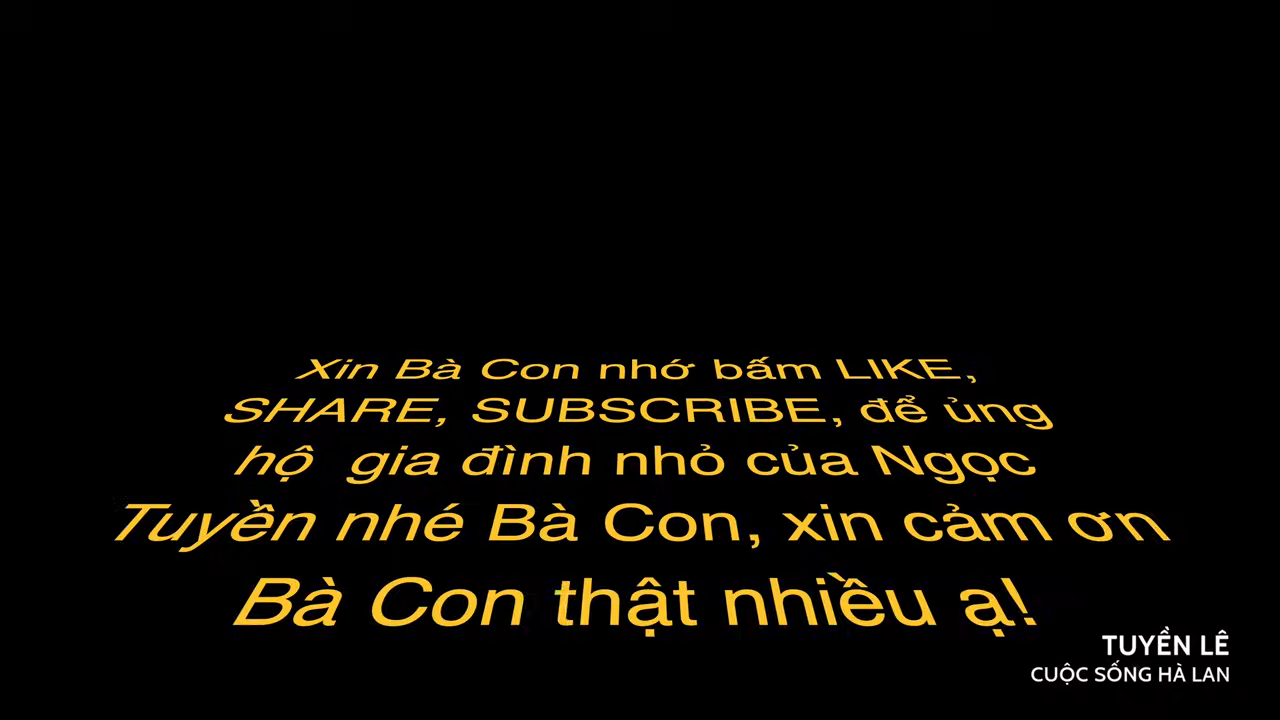 Xin Bà Con nhớ bấm LIKE,
SHARE, SUBSCRIBE, để ủng
hộ gia đình nhỏ của Ngọc
Tuyền nhé Bà Con, xin cảm ơn
Bà Con thật nhiều ạ!
TUYỀN LÊ
CUỘC SỐNG HÀ LAN